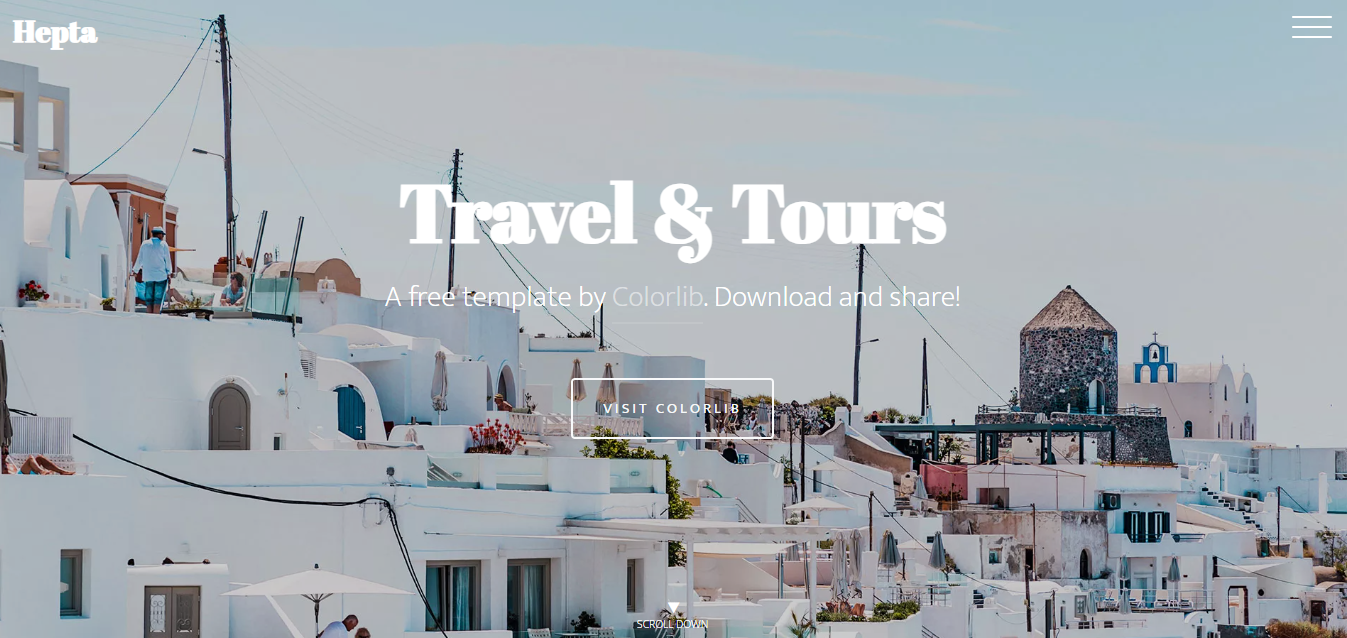 Hepta
Travel & Tours
A free template by Colorlib. Download and share!
VISIT COLORLIB
SCROLL DOWN